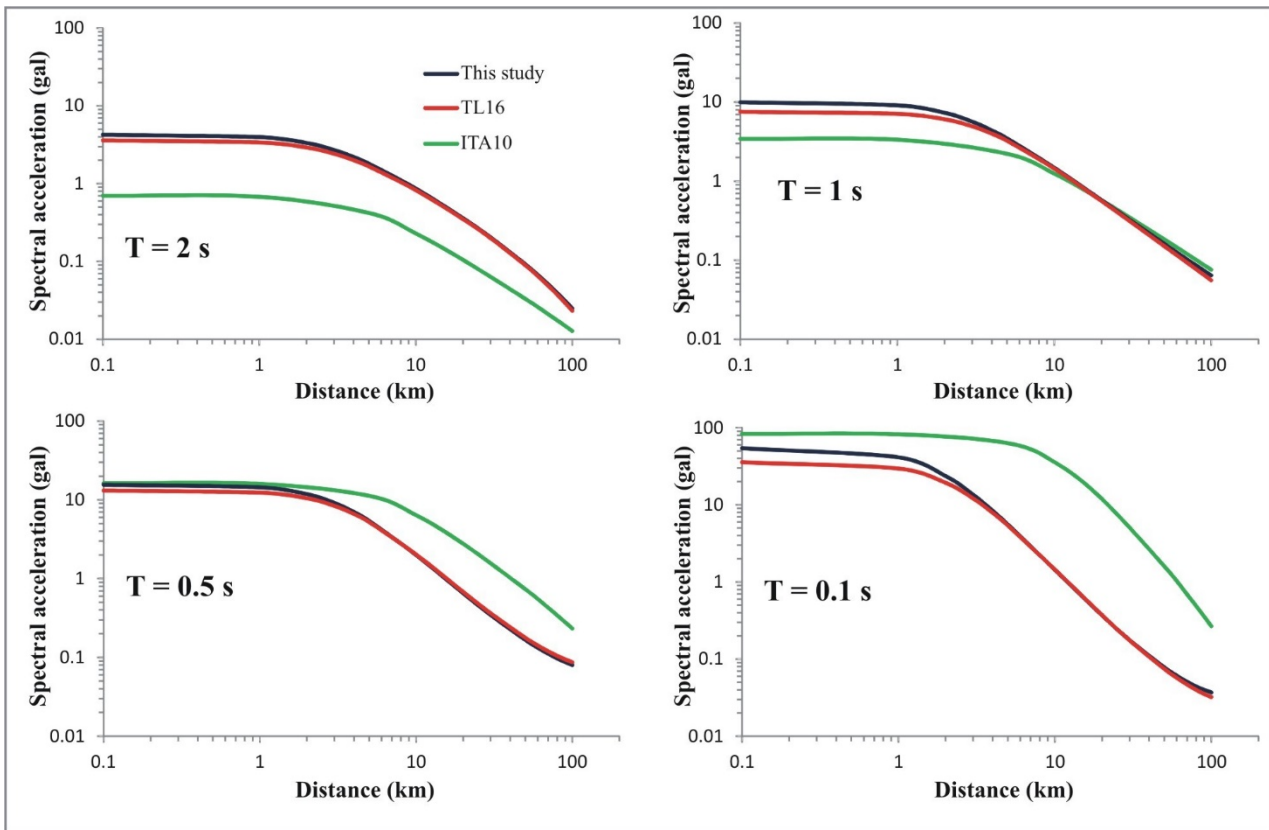 100
10
1
0.1
0.01
Spectral acceleration (gal)
This study
TL16
ITA10
T = 2 s
0.1
1
10
100
Distance (km)
100
10
1
0.1
0.01
Spectral acceleration (gal)
T = 1 s
0.1
1
10
100
Distance (km)
100
10
1
0.1
0.01
Spectral acceleration (gal)
T = 0.5 s
0.1
1
10
100
Distance (km)
100
10
1
0.1
0.01
Spectral acceleration (gal)
T = 0.1 s
0.1
1
10
100
Distance (km)